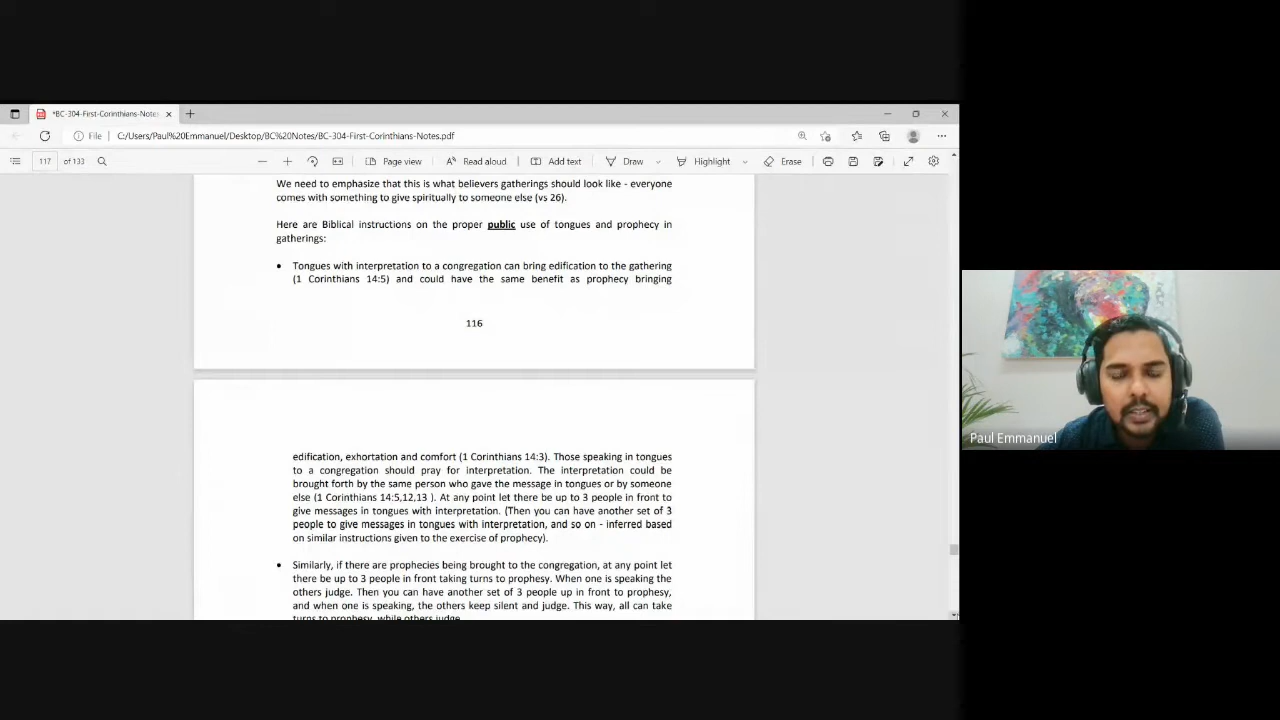 *BC-304-First-Corinthians-Notes
File
C:/Users/Paul%20Emmanuel/Desktop/BC%20Notes/BC-304-First-Corinthians-Notes.pdf
117 of 133
Page view
Read aloud
Add text
Draw
Highlight
Erase
We need to emphasize that this is what believers gatherings should look like - everyone
comes with something to give spiritually to someone else (vs 26).
Here are Biblical instructions on the proper public use of tongues and prophecy in
gatherings:
• Tongues with interpretation to a congregation can bring edification to the gathering
(1 Corinthians 14:5) and could have the same benefit as prophecy bringing
116
edification, exhortation and comfort (1 Corinthians 14:3). Those speaking in tongues
to a congregation should pray for interpretation. The interpretation could be
brought forth by the same person who gave the message in tongues or by someone
else (1 Corinthians 14:5,12,13 ). At any point let there be up to 3 people in front to
give messages in tongues with interpretation. (Then you can have another set of 3
people to give messages in tongues with interpretation, and so on - inferred based
on similar instructions given to the exercise of prophecy).
• Similarly, if there are prophecies being brought to the congregation, at any point let
there be up to 3 people in front taking turns to prophesy. When one is speaking the
others judge. Then you can have another set of 3 people up in front to prophesy,
and when one is speaking, the others keep silent and judge. This way, all can take
turns to prophesy, while others judge.
Paul Emmanuel